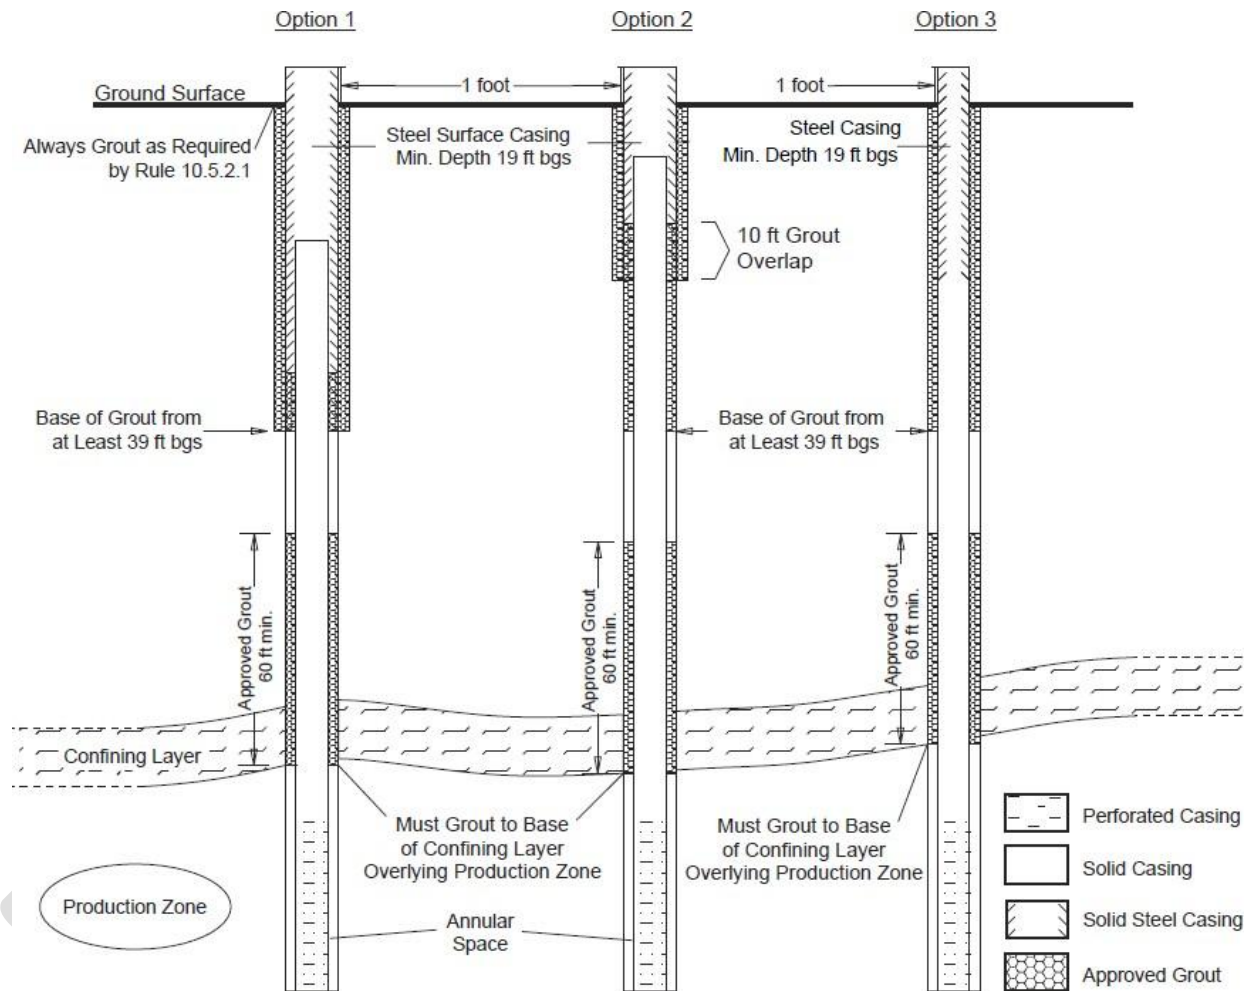 Option 1
Option 2
Option 3
1 foot
1 foot
Ground Surface
Always Grout as Required
by Rule 10.5.2.1
Steel Surface Casing
Min. Depth 19 ft bgs
Steel Casing
Min. Depth 19 ft bgs
10 ft Grout
Overlap
Base of Grout from
at Least 39 ft bgs
Base of Grout from
at Least 39 ft bgs
Approved Grout
60 ft min.
Approved Grout
60 ft min.
Approved Grout
60 ft min.
Confining Layer
Must Grout to Base
of Confining Layer
Overlying Production Zone
Must Grout to Base
of Confining Layer
Overlying Production Zone
Production Zone
Annular
Space
Perforated Casing
Solid Casing
Solid Steel Casing
Approved Grout